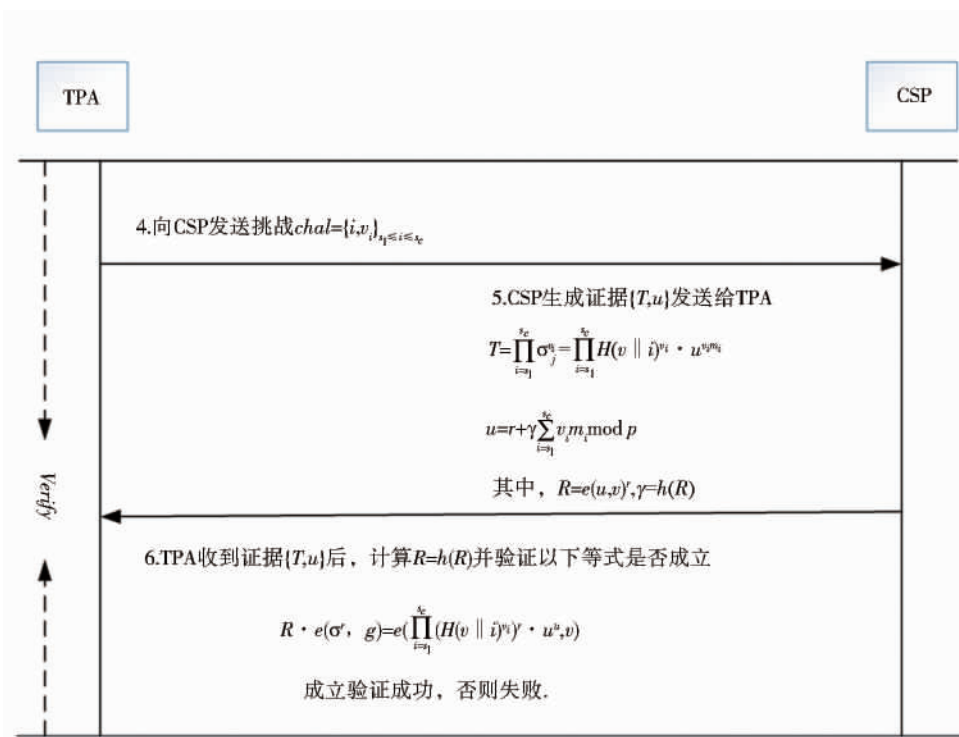 TPA
CSP
4.向CSP发送挑战chal={i,v_i}_{s_1≤i≤s_c}
5.CSP生成证据{T,u}发送给TPA
T=∏_{i=s_1}^{s_c}σ_j^{v_i}=∏_{i=s_1}^{s_c}H(v‖i)^{v_i}·u^{v_im_i}
u=r+γ∑_{i=s_1}^{s_c}v_im_i mod p
其中，R=e(u,v)^r,γ=h(R)
Verify
6.TPA收到证据{T,u}后，计算R=h(R)并验证以下等式是否成立
R·e(σ^r，g)=e(∏_{i=s_1}^{s_c}(H(v‖i)^{v_i})^r·u^u,v)
成立验证成功，否则失败.